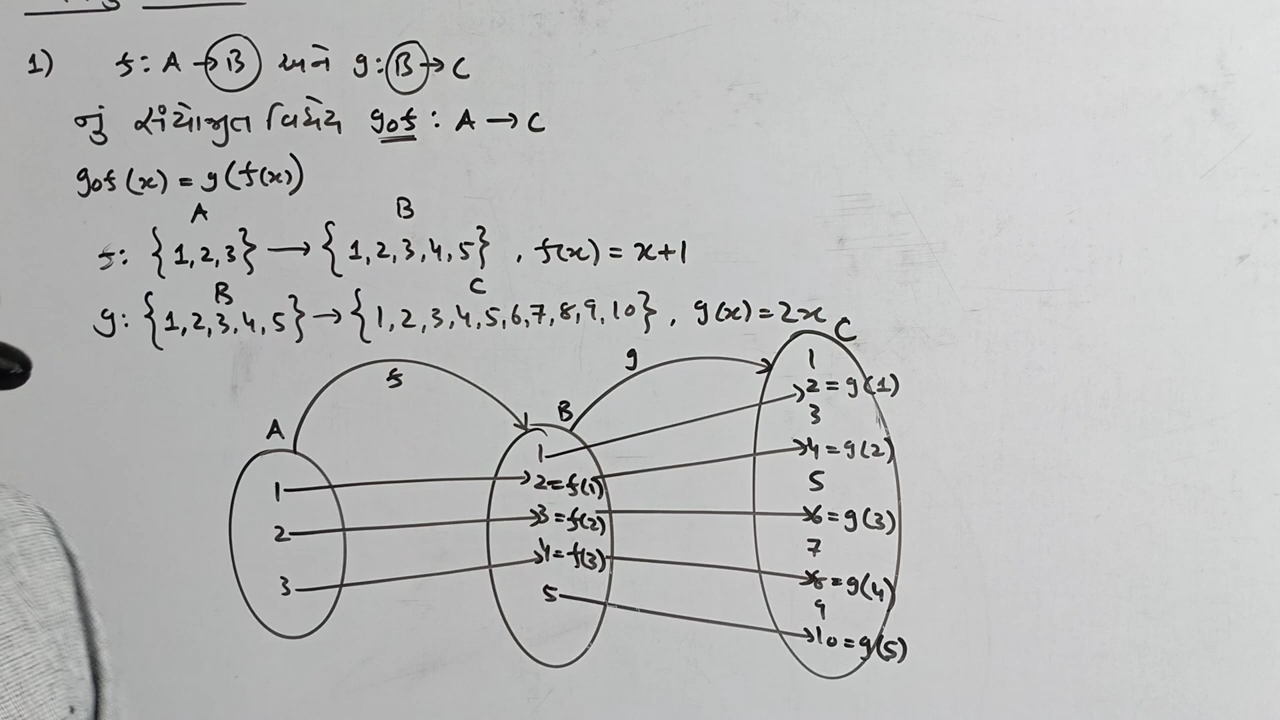 1) f: A → B અને g: B → C
નું સંયોજીત વિધેય gof : A → C
gof (x) = g(f(x))
A B
f: {1,2,3} → {1,2,3,4,5} , f(x) = x+1
B C
g: {1,2,3,4,5} → {1,2,3,4,5,6,7,8,9,10} , g(x) = 2x
f g
A B C
1
2
3
1
2=f(1)
3=f(2)
4=f(3)
5
1
2=g(1)
3
4=g(2)
5
6=g(3)
7
8=g(4)
9
10=g(5)